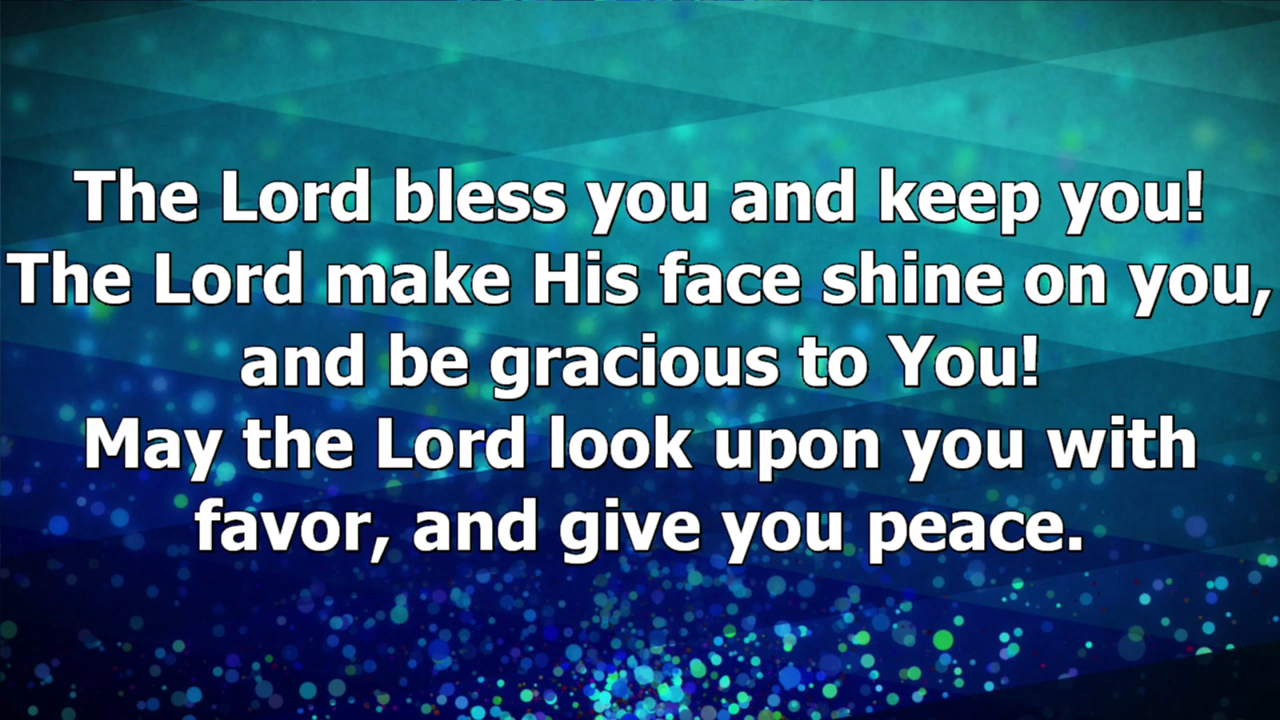 The Lord bless you and keep you!
The Lord make His face shine on you,
and be gracious to You!
May the Lord look upon you with
favor, and give you peace.